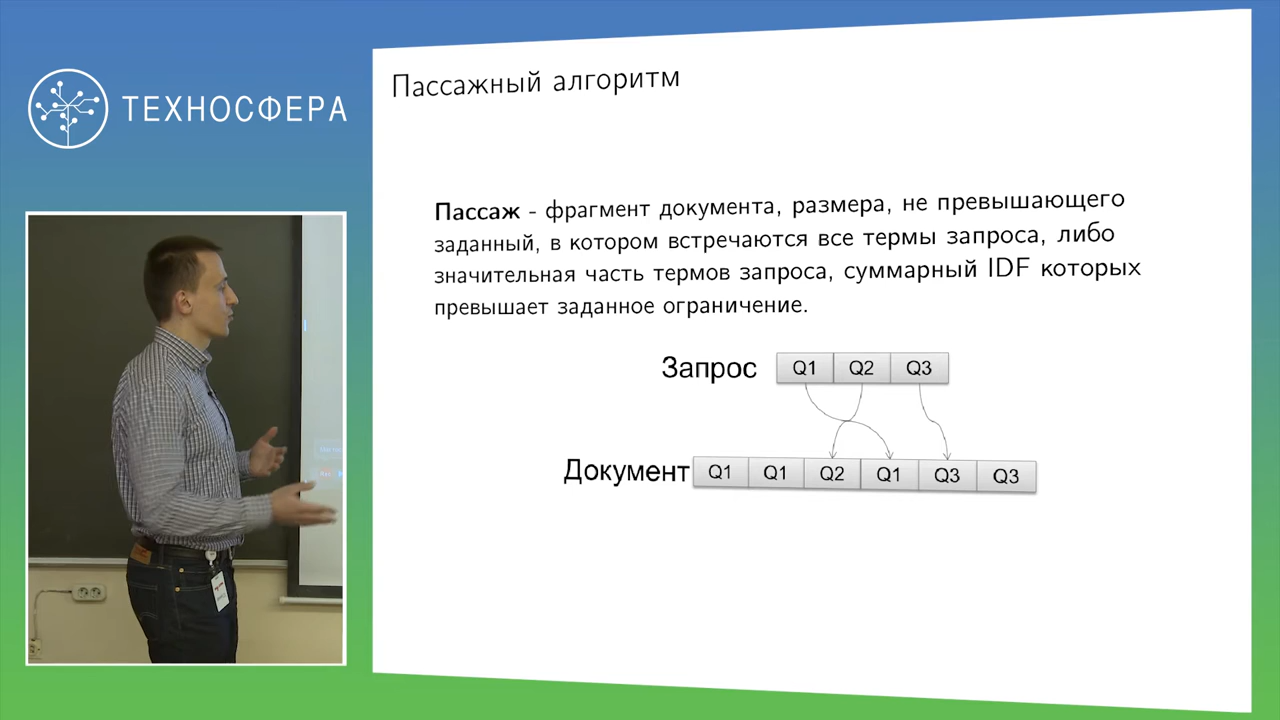 ТЕХНОСФЕРА
Пассажный алгоритм
Пассаж - фрагмент документа, размера, не превышающего
заданный, в котором встречаются все термы запроса, либо
значительная часть термов запроса, суммарный IDF которых
превышает заданное ограничение.
Запрос Q1 Q2 Q3
Документ Q1 Q1 Q2 Q1 Q3 Q3